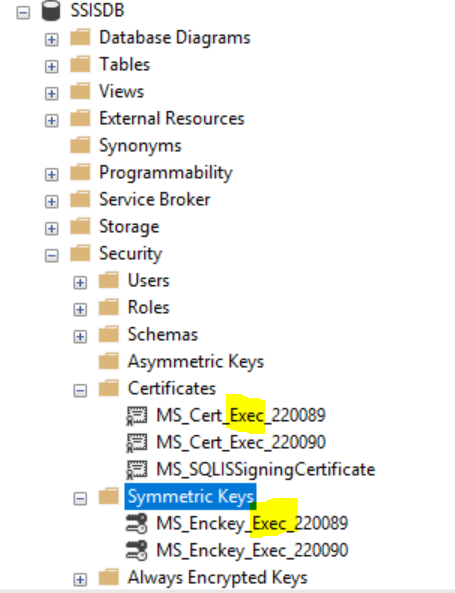 SSISDB
Database Diagrams
Tables
Views
External Resources
Synonyms
Programmability
Service Broker
Storage
Security
Users
Roles
Schemas
Asymmetric Keys
Certificates
MS_Cert_Exec_220089
MS_Cert_Exec_220090
MS_SQLISSigningCertificate
Symmetric Keys
MS_Enckey_Exec_220089
MS_Enckey_Exec_220090
Always Encrypted Keys